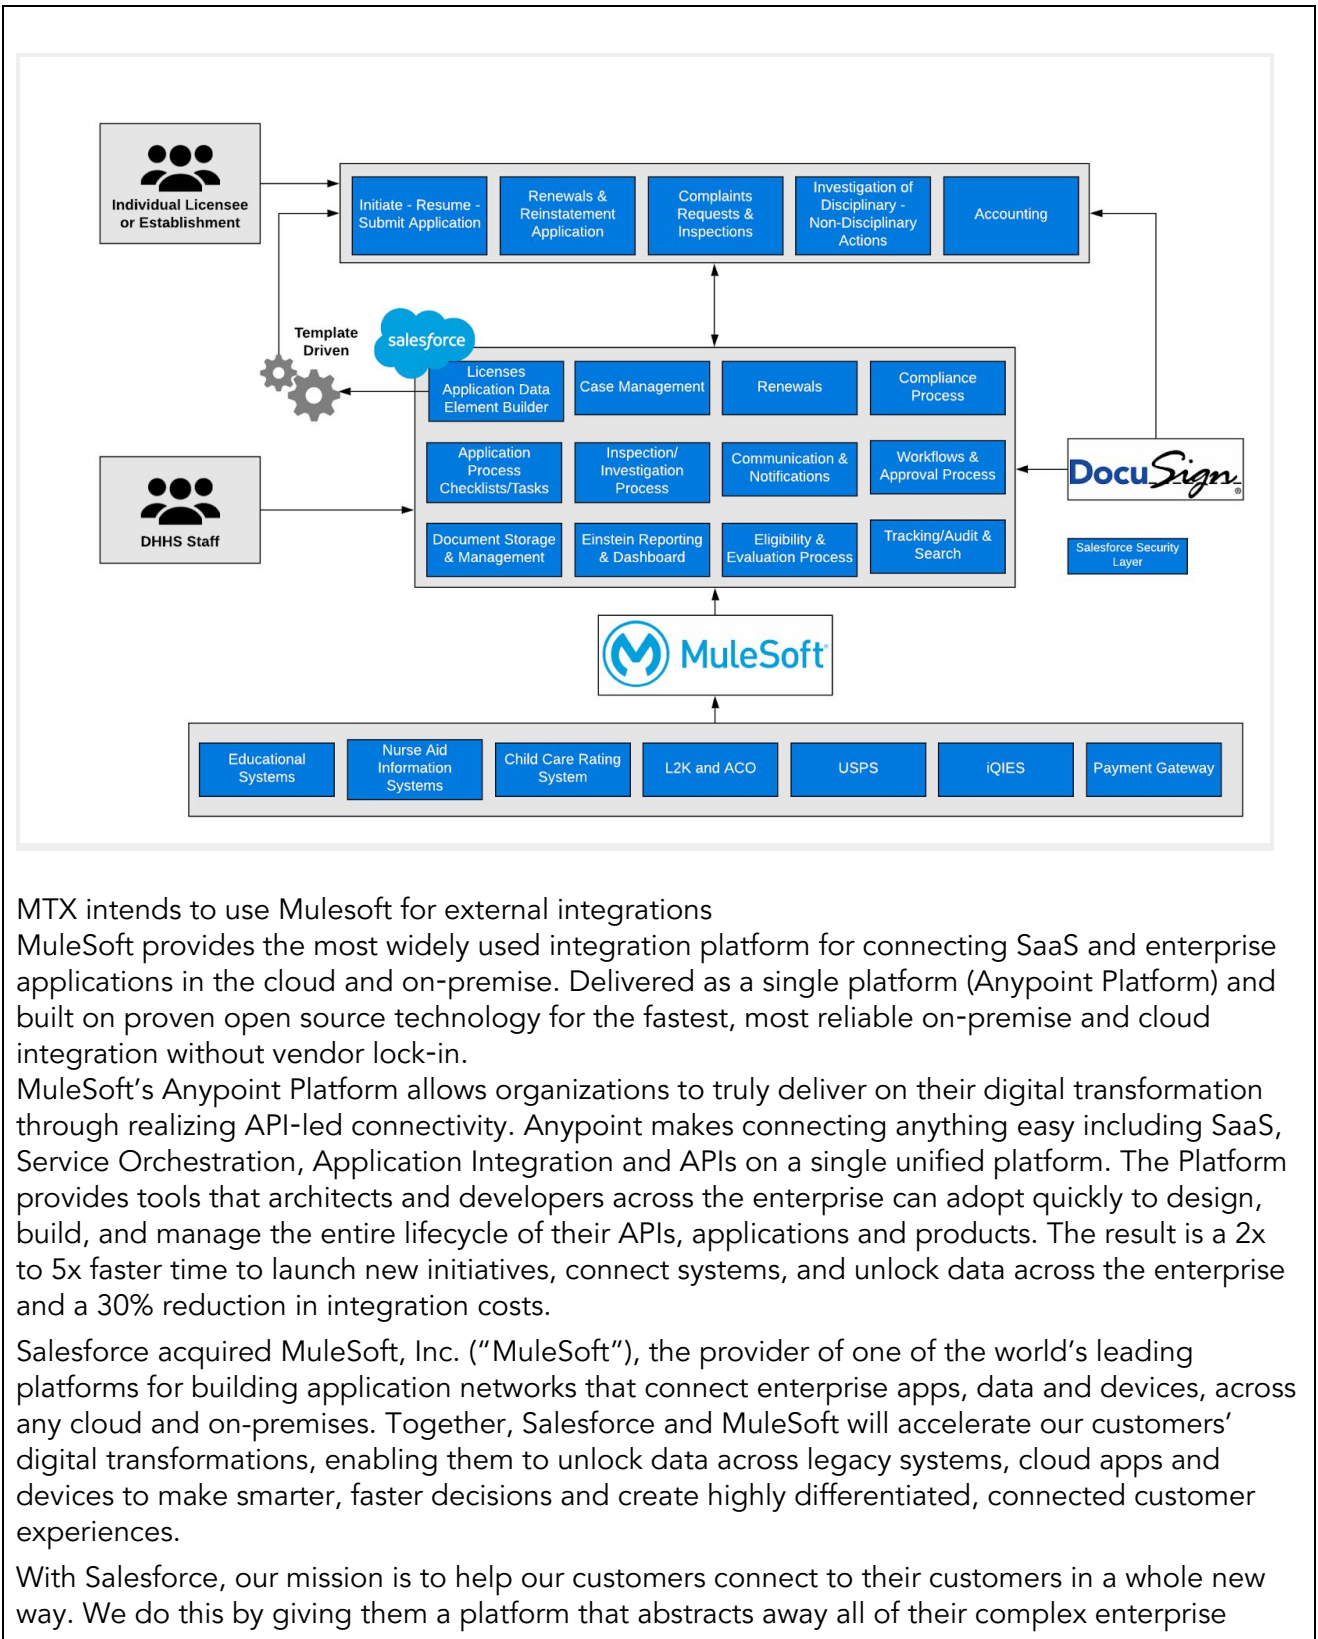 Individual Licensee
or Establishment
Initiate - Resume -
Submit Application
Renewals &
Reinstatement
Application
Complaints
Requests &
Inspections
Investigation of
Disciplinary -
Non-Disciplinary
Actions
Accounting
Template
Driven
salesforce
Licenses
Application Data
Element Builder
Case Management
Renewals
Compliance
Process
Application
Process
Checklists/Tasks
Inspection/
Investigation
Process
Communication &
Notifications
Workflows &
Approval Process
DocuSign®
DHHS Staff
Document Storage
& Management
Einstein Reporting
& Dashboard
Eligibility &
Evaluation Process
Tracking/Audit &
Search
Salesforce Security
Layer
MuleSoft
Educational
Systems
Nurse Aid
Information
Systems
Child Care Rating
System
L2K and ACO
USPS
iQIES
Payment Gateway
MTX intends to use Mulesoft for external integrations
MuleSoft provides the most widely used integration platform for connecting SaaS and enterprise
applications in the cloud and on-premise. Delivered as a single platform (Anypoint Platform) and
built on proven open source technology for the fastest, most reliable on-premise and cloud
integration without vendor lock-in.
MuleSoft's Anypoint Platform allows organizations to truly deliver on their digital transformation
through realizing API-led connectivity. Anypoint makes connecting anything easy including SaaS,
Service Orchestration, Application Integration and APIs on a single unified platform. The Platform
provides tools that architects and developers across the enterprise can adopt quickly to design,
build, and manage the entire lifecycle of their APIs, applications and products. The result is a 2x
to 5x faster time to launch new initiatives, connect systems, and unlock data across the enterprise
and a 30% reduction in integration costs.
Salesforce acquired MuleSoft, Inc. ("MuleSoft"), the provider of one of the world's leading
platforms for building application networks that connect enterprise apps, data and devices, across
any cloud and on-premises. Together, Salesforce and MuleSoft will accelerate our customers'
digital transformations, enabling them to unlock data across legacy systems, cloud apps and
devices to make smarter, faster decisions and create highly differentiated, connected customer
experiences.
With Salesforce, our mission is to help our customers connect to their customers in a whole new
way. We do this by giving them a platform that abstracts away all of their complex enterprise